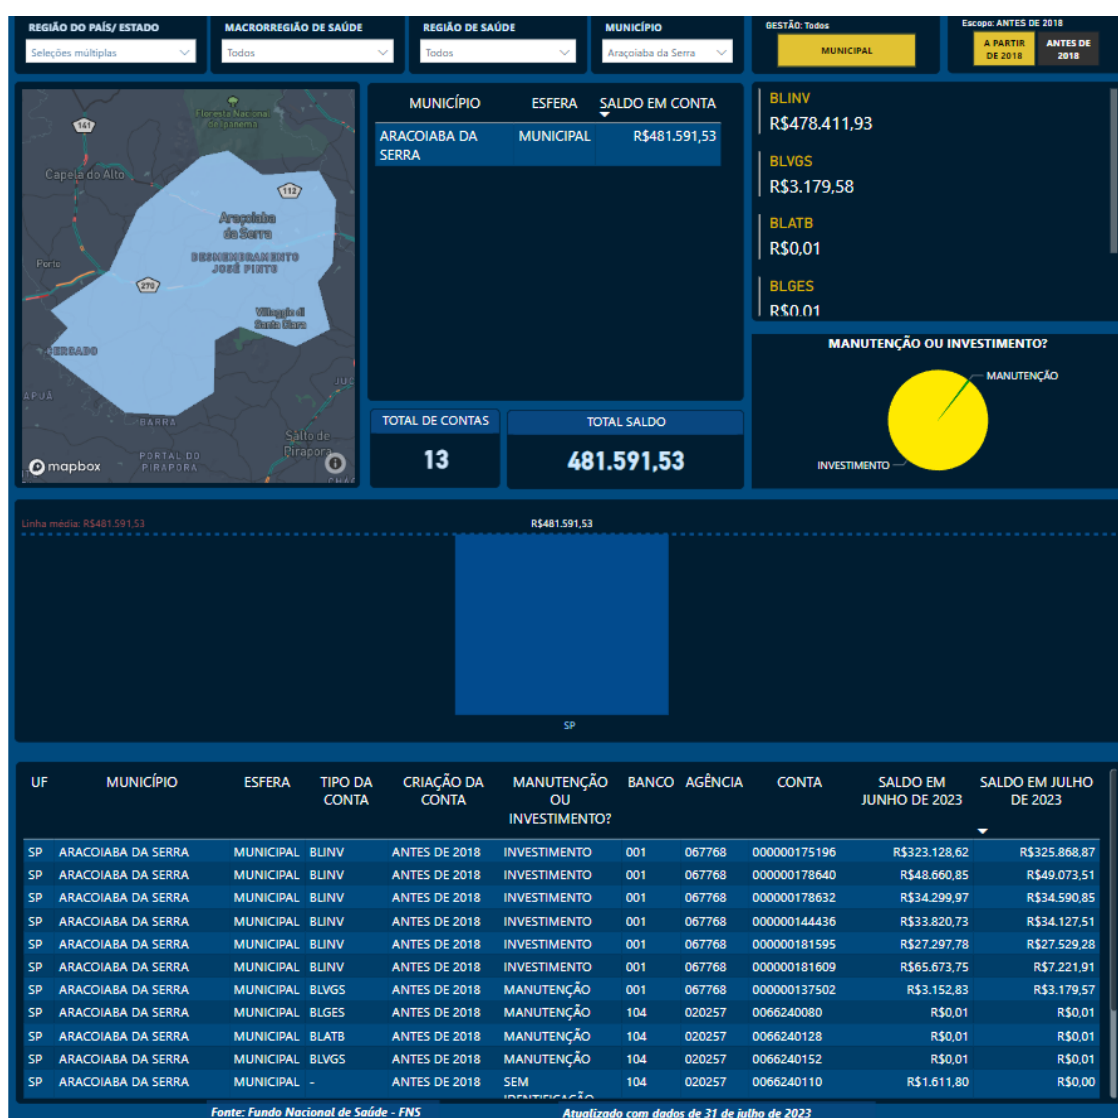 REGIÃO DO PAÍS/ ESTADO
Seleções múltiplas
MACRORREGIÃO DE SAÚDE
Todos
REGIÃO DE SAÚDE
Todos
MUNICÍPIO
Araçoiaba da Serra
GESTÃO: Todos
MUNICIPAL
Escopo: ANTES DE 2018
A PARTIR DE 2018
ANTES DE 2018
141
Floresta Nacional
de Ipanema
Capela do Alto
112
Araçoiaba
da Serra
DESMEMBRAMENTO
JOSÉ PINTO
Porto
270
Villaggio di
Santa Clara
BARRA
PORTAL DO
PIRAPORA
Salto de
Pirapora
mapbox
MUNICÍPIO ESFERA SALDO EM CONTA
ARACOIABA DA SERRA MUNICIPAL R$481.591,53
TOTAL DE CONTAS
13
TOTAL SALDO
481.591,53
BLINV
R$478.411,93
BLVGS
R$3.179,58
BLATB
R$0,01
BLGES
R$0,01
MANUTENÇÃO OU INVESTIMENTO?
MANUTENÇÃO
INVESTIMENTO
Linha média: R$481.591,53
R$481.591,53
SP
UF MUNICÍPIO ESFERA TIPO DA CONTA CRIAÇÃO DA CONTA MANUTENÇÃO OU INVESTIMENTO? BANCO AGÊNCIA CONTA SALDO EM JUNHO DE 2023 SALDO EM JULHO DE 2023
SP ARACOIABA DA SERRA MUNICIPAL BLINV ANTES DE 2018 INVESTIMENTO 001 067768 000000175196 R$323.128,62 R$325.868,87
SP ARACOIABA DA SERRA MUNICIPAL BLINV ANTES DE 2018 INVESTIMENTO 001 067768 000000178640 R$48.660,85 R$49.073,51
SP ARACOIABA DA SERRA MUNICIPAL BLINV ANTES DE 2018 INVESTIMENTO 001 067768 000000178632 R$34.299,97 R$34.590,85
SP ARACOIABA DA SERRA MUNICIPAL BLINV ANTES DE 2018 INVESTIMENTO 001 067768 000000144436 R$33.820,73 R$34.127,51
SP ARACOIABA DA SERRA MUNICIPAL BLINV ANTES DE 2018 INVESTIMENTO 001 067768 000000181595 R$27.297,78 R$27.529,28
SP ARACOIABA DA SERRA MUNICIPAL BLINV ANTES DE 2018 INVESTIMENTO 001 067768 000000181609 R$65.673,75 R$7.221,91
SP ARACOIABA DA SERRA MUNICIPAL BLVGS ANTES DE 2018 MANUTENÇÃO 001 067768 000000137502 R$3.152,83 R$3.179,57
SP ARACOIABA DA SERRA MUNICIPAL BLGES ANTES DE 2018 MANUTENÇÃO 104 020257 0066240080 R$0,01 R$0,01
SP ARACOIABA DA SERRA MUNICIPAL BLATB ANTES DE 2018 MANUTENÇÃO 104 020257 0066240128 R$0,01 R$0,01
SP ARACOIABA DA SERRA MUNICIPAL BLVGS ANTES DE 2018 MANUTENÇÃO 104 020257 0066240152 R$0,01 R$0,01
SP ARACOIABA DA SERRA MUNICIPAL - ANTES DE 2018 SEM IDENTIFICAÇÃO 104 020257 0066240110 R$1.611,80 R$0,00
Fonte: Fundo Nacional de Saúde - FNS
Atualizado com dados de 31 de julho de 2023